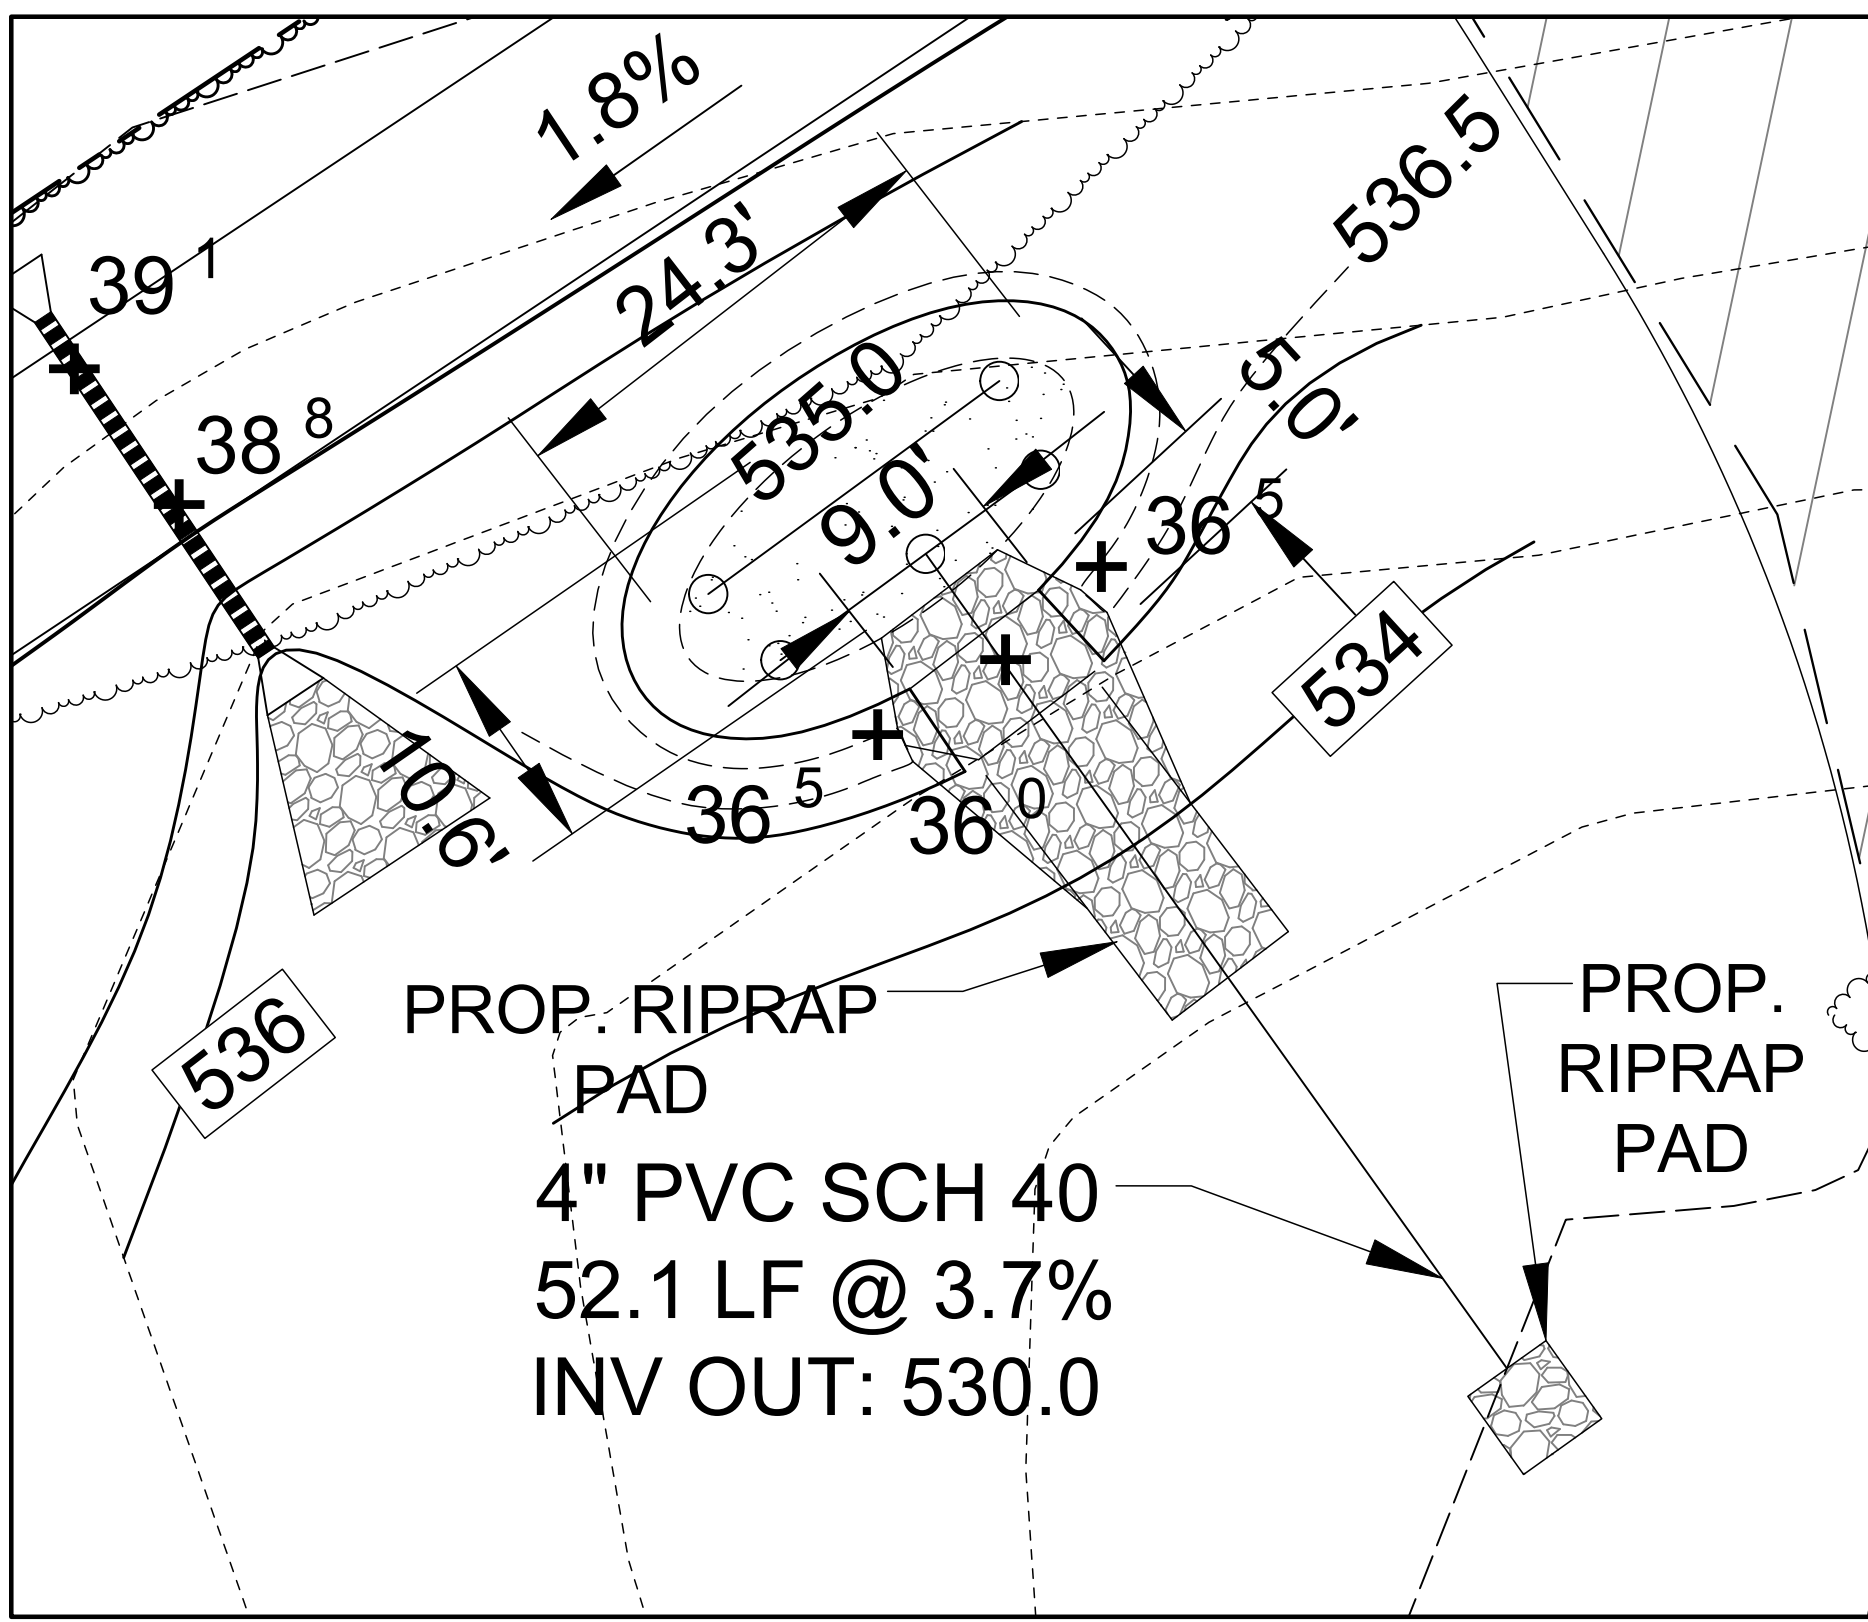 1.8%
536.5
24.3'
39 1
535.0
5.0'
38 8
9.0'
36 5
534
10.6'
36 5
36 0
536
PROP. RIPRAP
PAD
PROP.
RIPRAP
PAD
4" PVC SCH 40
52.1 LF @ 3.7%
INV OUT: 530.0